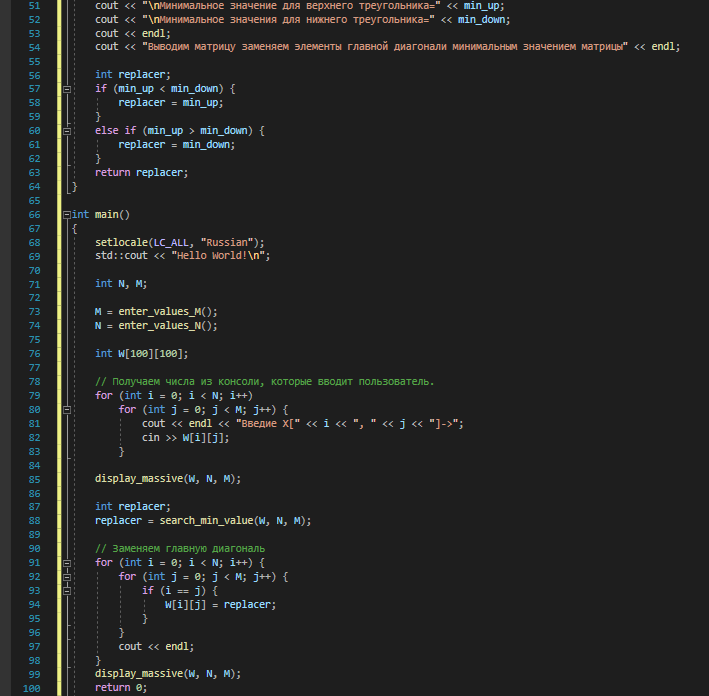 51 cout << "\nМинимальное значение для верхнего треугольника=" << min_up;
52 cout << "\nМинимальное значение для нижнего треугольника=" << min_down;
53 cout << endl;
54 cout << "Выводим матрицу заменяем элементы главной диагонали минимальным значением матрицы" << endl;
55
56 int replacer;
57 if (min_up < min_down) {
58 replacer = min_up;
59 }
60 else if (min_up > min_down) {
61 replacer = min_down;
62 }
63 return replacer;
64 }
65
66 int main()
67 {
68 setlocale(LC_ALL, "Russian");
69 std::cout << "Hello World!\n";
70
71 int N, M;
72
73 M = enter_values_M();
74 N = enter_values_N();
75
76 int W[100][100];
77
78 // Получаем числа из консоли, которые вводит пользователь.
79 for (int i = 0; i < N; i++)
80 for (int j = 0; j < M; j++) {
81 cout << endl << "Введие X[" << i << ", " << j << "]->";
82 cin >> W[i][j];
83 }
84
85 display_massive(W, N, M);
86
87 int replacer;
88 replacer = search_min_value(W, N, M);
89
90 // Заменяем главную диагональ
91 for (int i = 0; i < N; i++) {
92 for (int j = 0; j < M; j++) {
93 if (i == j) {
94 W[i][j] = replacer;
95 }
96 }
97 cout << endl;
98 }
99 display_massive(W, N, M);
100 return 0;